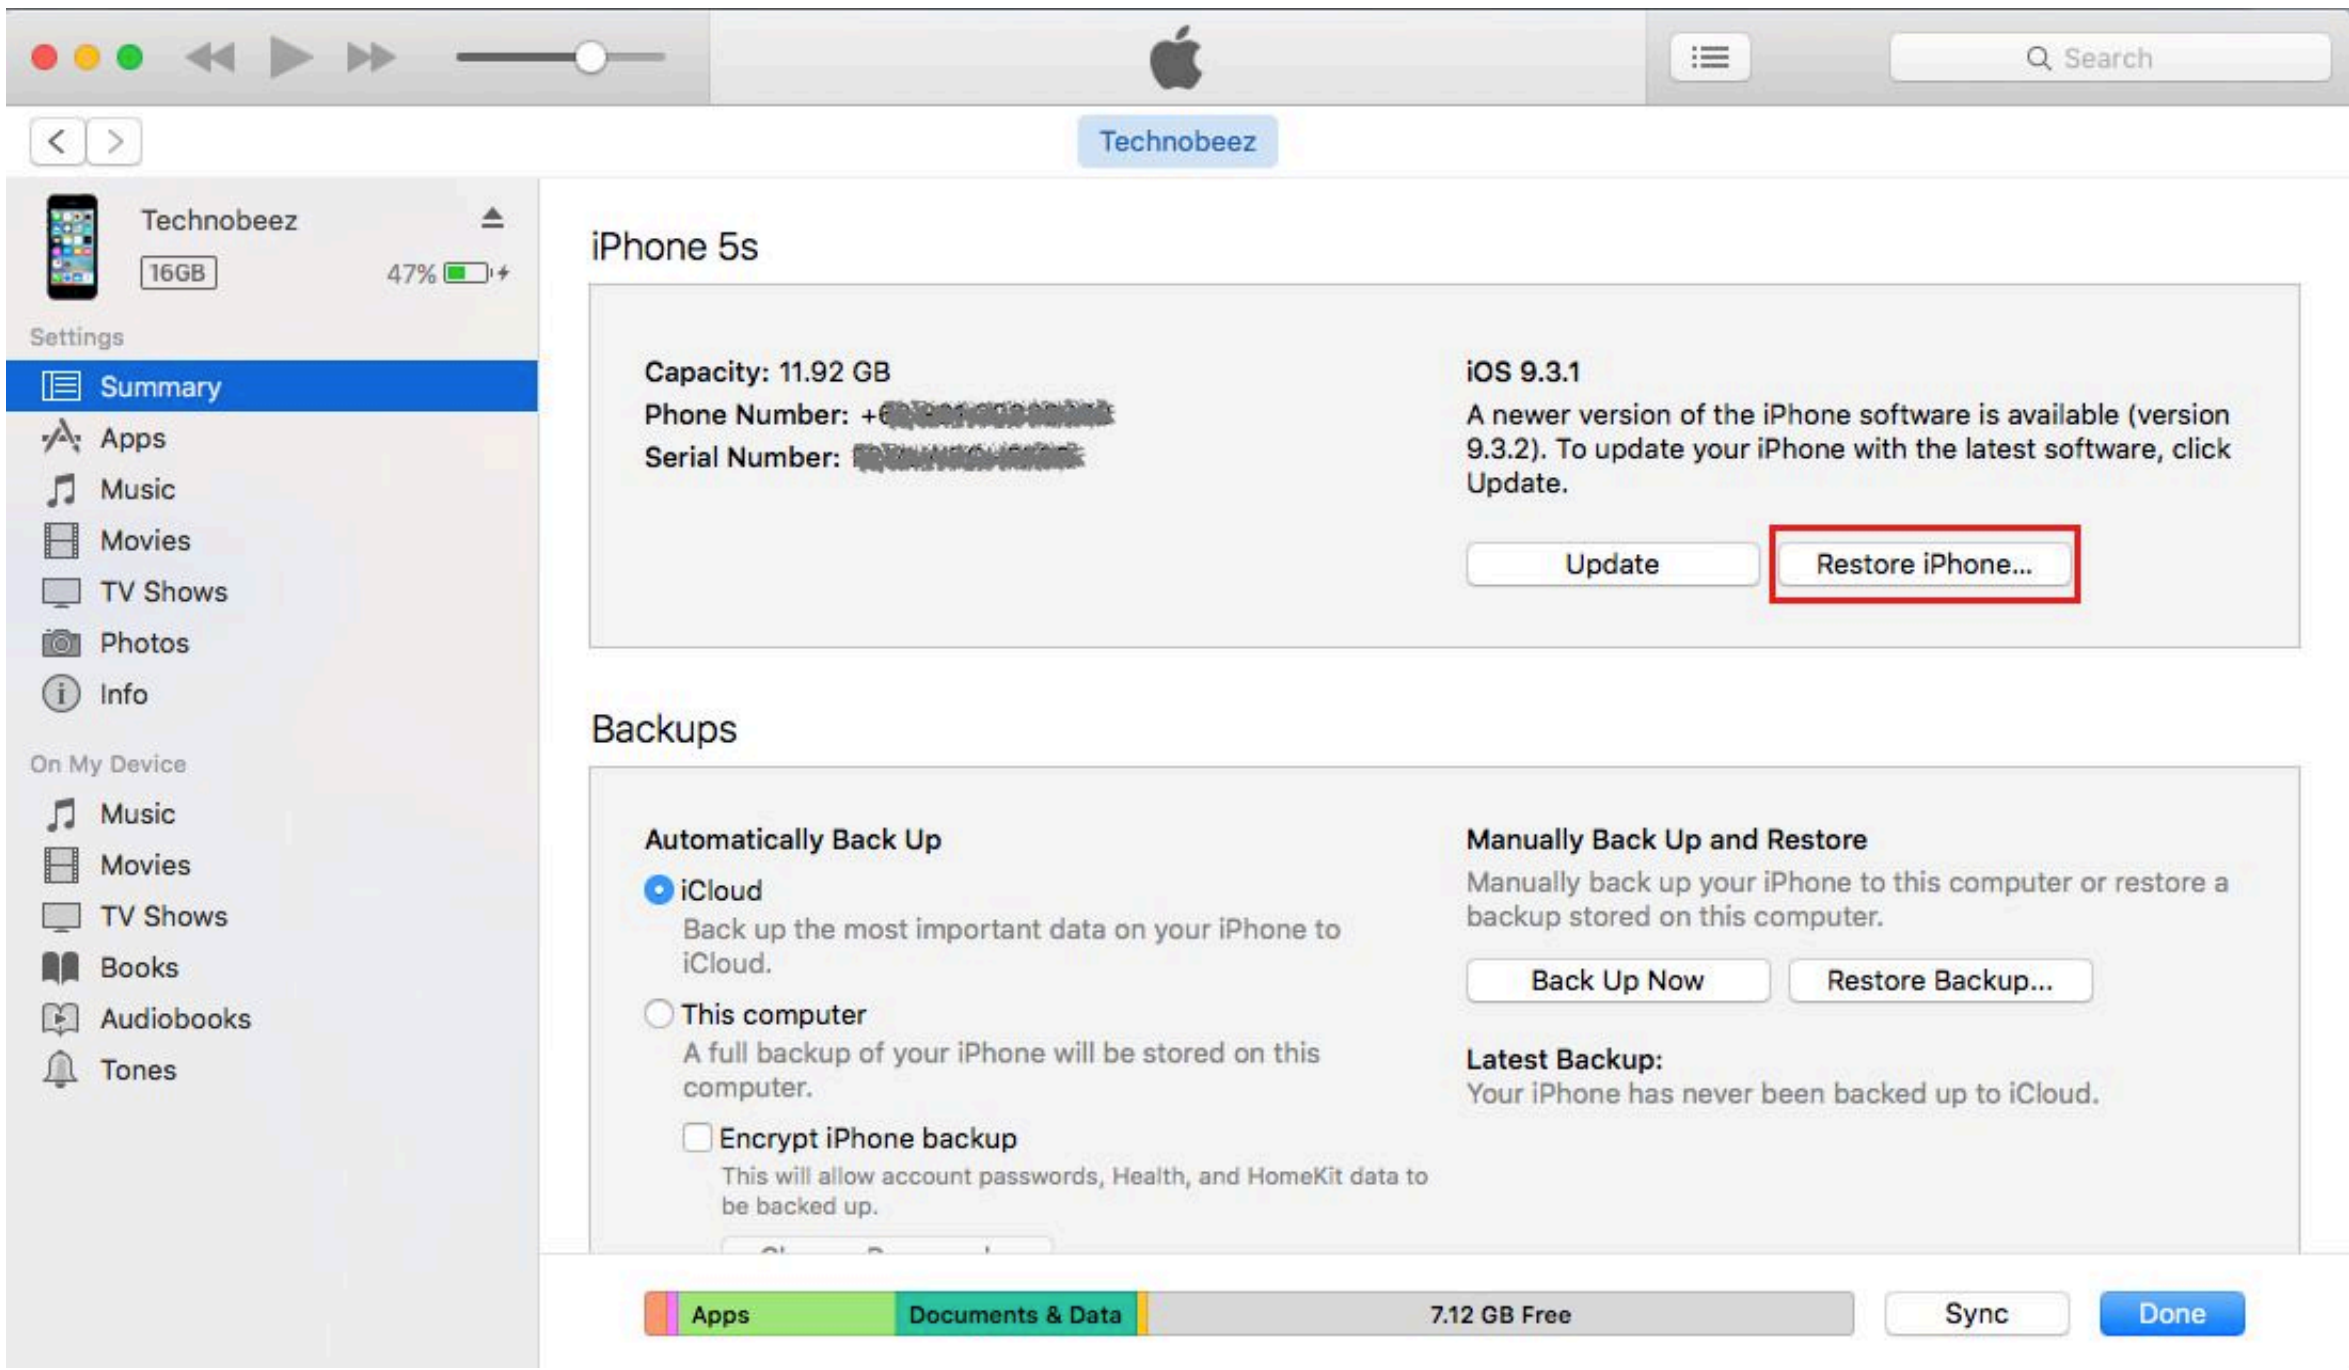 Search
Technobeez
Technobeez
16GB
47%
Settings
Summary
Apps
Music
Movies
TV Shows
Photos
Info
On My Device
Music
Movies
TV Shows
Books
Audiobooks
Tones
iPhone 5s
Capacity: 11.92 GB
Phone Number:
Serial Number:
iOS 9.3.1
A newer version of the iPhone software is available (version
9.3.2). To update your iPhone with the latest software, click
Update.
Update
Restore iPhone...
Backups
Automatically Back Up
iCloud
Back up the most important data on your iPhone to
iCloud.
This computer
A full backup of your iPhone will be stored on this
computer.
Encrypt iPhone backup
This will allow account passwords, Health, and HomeKit data to
be backed up.
Manually Back Up and Restore
Manually back up your iPhone to this computer or restore a
backup stored on this computer.
Back Up Now
Restore Backup...
Latest Backup:
Your iPhone has never been backed up to iCloud.
Apps
Documents & Data
7.12 GB Free
Sync
Done